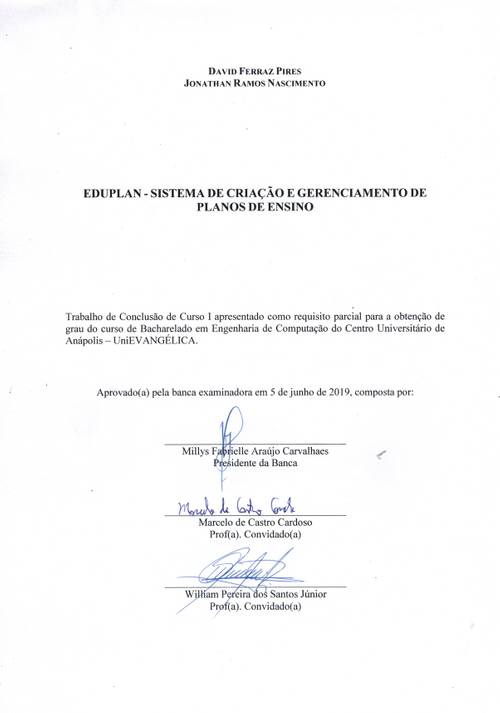 DAVID FERRAZ PIRES
JONATHAN RAMOS NASCIMENTO
EDUPLAN - SISTEMA DE CRIAÇÃO E GERENCIAMENTO DE
PLANOS DE ENSINO
Trabalho de Conclusão de Curso I apresentado como requisito parcial para a obtenção de
grau do curso de Bacharelado em Engenharia de Computação do Centro Universitário de
Anápolis – UniEVANGÉLICA.
Aprovado(a) pela banca examinadora em 5 de junho de 2019, composta por:
Millys Fabrielle Araújo Carvalhaes
Presidente da Banca
Marcelo de Castro
Marcelo de Castro Cardoso
Prof(a). Convidado(a)
William Pereira dos Santos Júnior
Prof(a). Convidado(a)